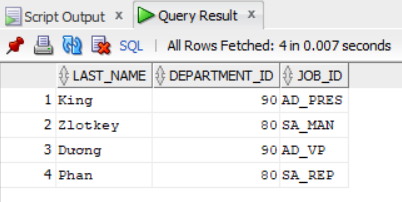 Script Output x Query Result x
SQL | All Rows Fetched: 4 in 0.007 seconds
LAST_NAME DEPARTMENT_ID JOB_ID
1 King 90 AD_PRES
2 Zlotkey 80 SA_MAN
3 Dương 90 AD_VP
4 Phan 80 SA_REP